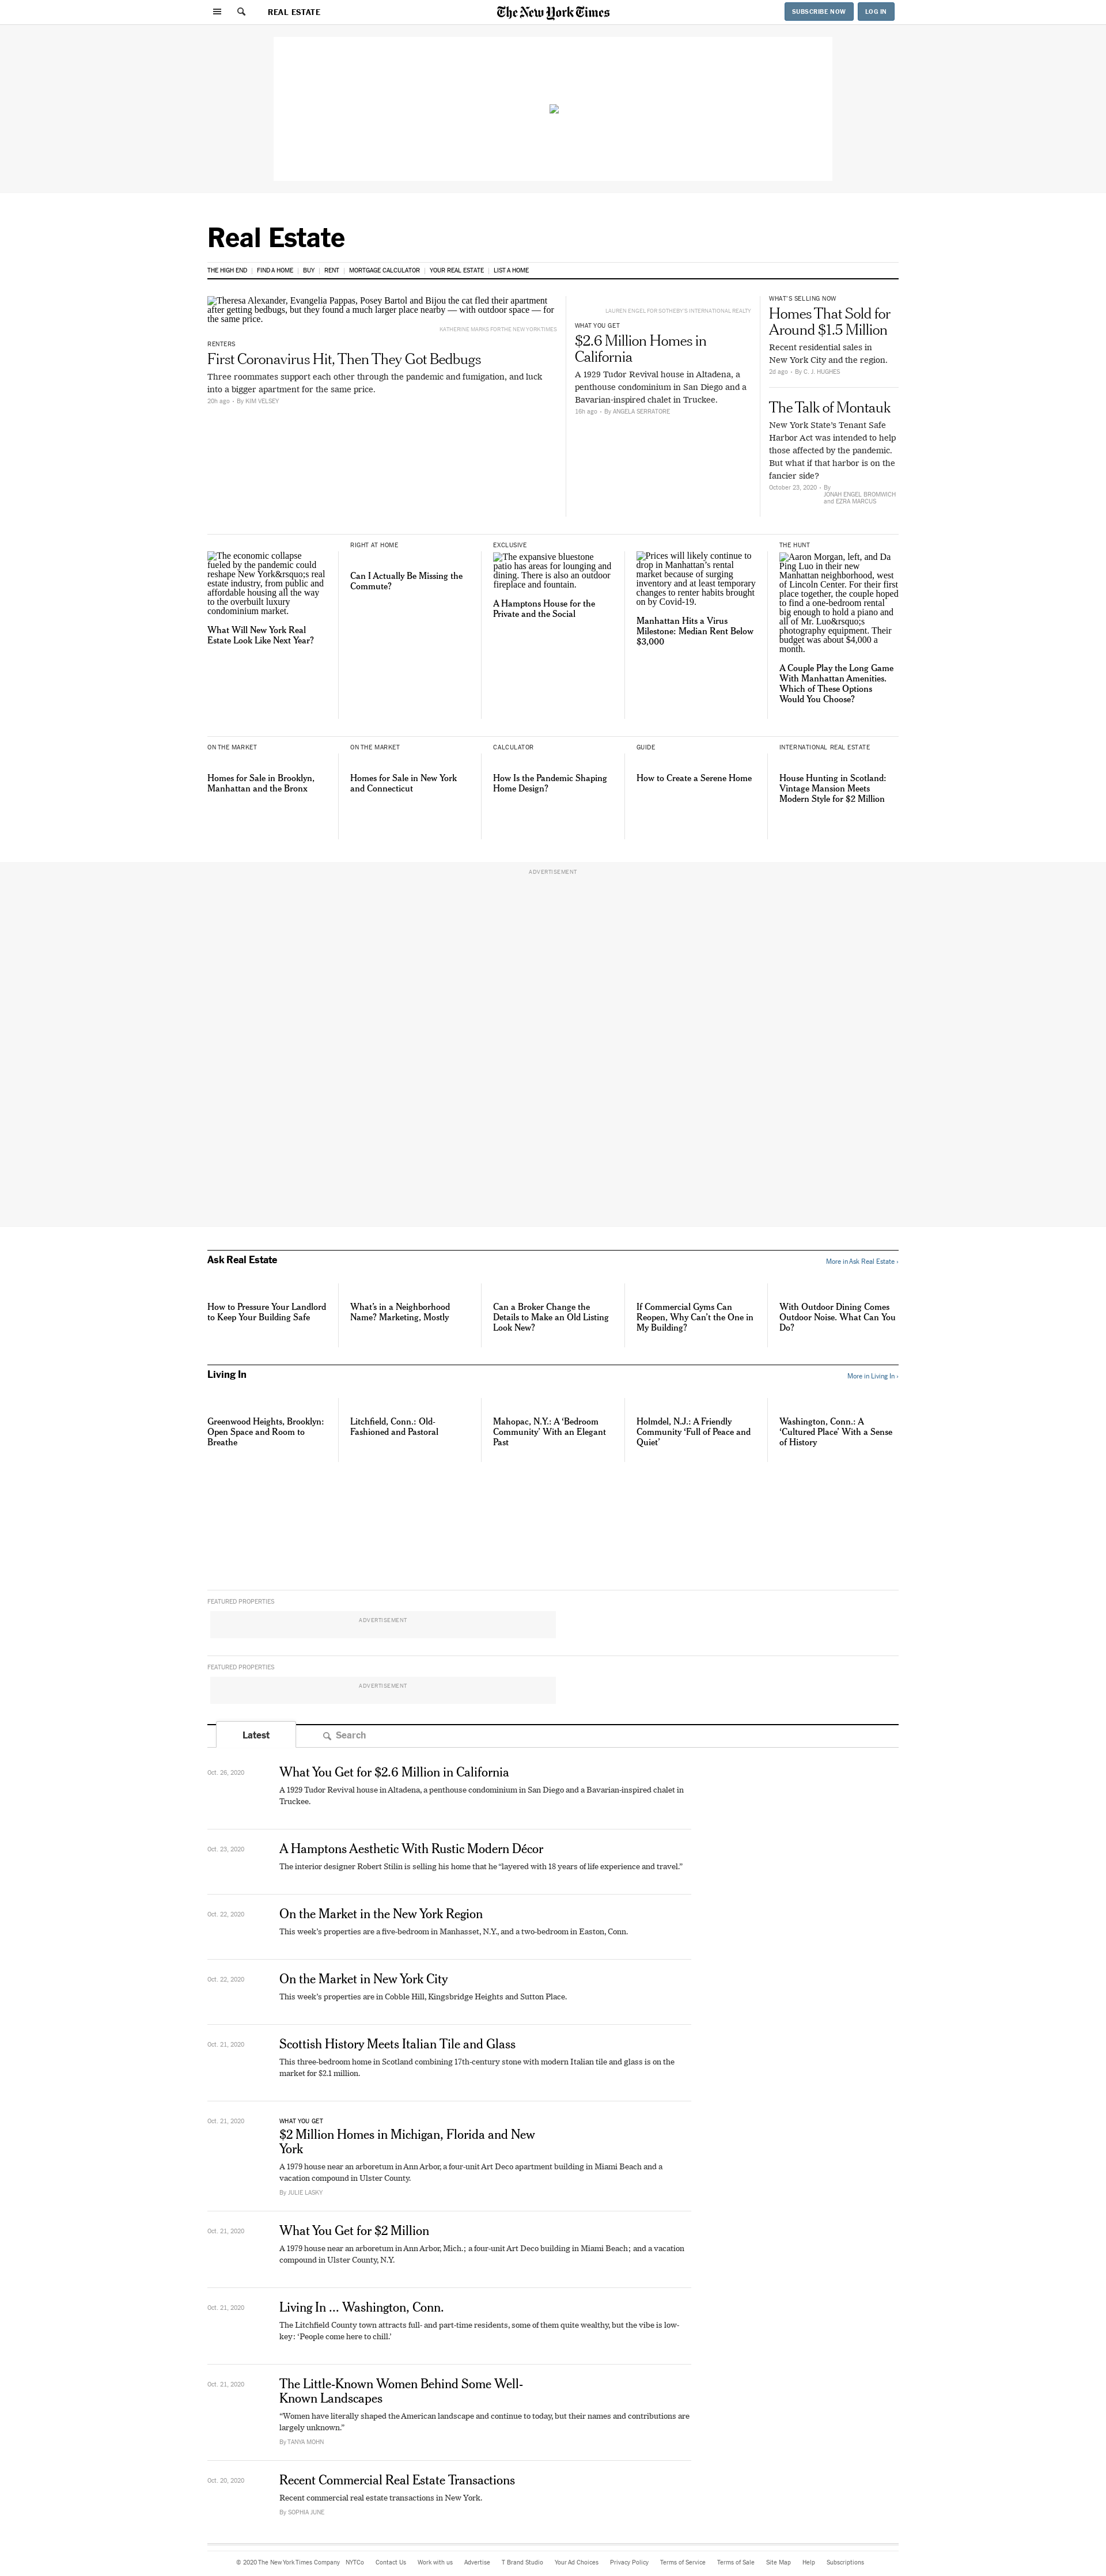 REAL ESTATE
The New York Times
SUBSCRIBE NOW
LOG IN
Real Estate
THE HIGH END
FIND A HOME
BUY
RENT
MORTGAGE CALCULATOR
YOUR REAL ESTATE
LIST A HOME
Theresa Alexander, Evangelia Pappas, Posey Bartol and Bijou the cat fled their apartment
after getting bedbugs, but they found a much larger place nearby — with outdoor space — for
the same price.
KATHERINE MARKS FOR THE NEW YORK TIMES
RENTERS
First Coronavirus Hit, Then They Got Bedbugs
Three roommates support each other through the pandemic and fumigation, and luck
into a bigger apartment for the same price.
20h ago • By KIM VELSEY
LAUREN ENGEL FOR SOTHEBY'S INTERNATIONAL REALTY
WHAT YOU GET
$2.6 Million Homes in
California
A 1929 Tudor Revival house in Altadena, a
penthouse condominium in San Diego and a
Bavarian-inspired chalet in Truckee.
16h ago • By ANGELA SERRATORE
WHAT'S SELLING NOW
Homes That Sold for
Around $1.5 Million
Recent residential sales in
New York City and the region.
2d ago • By C. J. HUGHES
The Talk of Montauk
New York State's Tenant Safe
Harbor Act was intended to help
those affected by the pandemic.
But what if that harbor is on the
fancier side?
October 23, 2020 • By
JONAH ENGEL BROMWICH
and EZRA MARCUS
The economic collapse
fueled by the pandemic could
reshape New York&rsquo;s real
estate industry, from public and
affordable housing all the way
to the overbuilt luxury
condominium market.
What Will New York Real
Estate Look Like Next Year?
RIGHT AT HOME
Can I Actually Be Missing the
Commute?
EXCLUSIVE
The expansive bluestone
patio has areas for lounging and
dining. There is also an outdoor
fireplace and fountain.
A Hamptons House for the
Private and the Social
Prices will likely continue to
drop in Manhattan's rental
market because of surging
inventory and at least temporary
changes to renter habits brought
on by Covid-19.
Manhattan Hits a Virus
Milestone: Median Rent Below
$3,000
THE HUNT
Aaron Morgan, left, and Da
Ping Luo in their new
Manhattan neighborhood, west
of Lincoln Center. For their first
place together, the couple hoped
to find a one-bedroom rental
big enough to hold a piano and
all of Mr. Luo&rsquo;s
photography equipment. Their
budget was about $4,000 a
month.
A Couple Play the Long Game
With Manhattan Amenities.
Which of These Options
Would You Choose?
ON THE MARKET
Homes for Sale in Brooklyn,
Manhattan and the Bronx
ON THE MARKET
Homes for Sale in New York
and Connecticut
CALCULATOR
How Is the Pandemic Shaping
Home Design?
GUIDE
How to Create a Serene Home
INTERNATIONAL REAL ESTATE
House Hunting in Scotland:
Vintage Mansion Meets
Modern Style for $2 Million
ADVERTISEMENT
Ask Real Estate
More in Ask Real Estate ›
How to Pressure Your Landlord
to Keep Your Building Safe
What's in a Neighborhood
Name? Marketing, Mostly
Can a Broker Change the
Details to Make an Old Listing
Look New?
If Commercial Gyms Can
Reopen, Why Can't the One in
My Building?
With Outdoor Dining Comes
Outdoor Noise. What Can You
Do?
Living In
More in Living In ›
Greenwood Heights, Brooklyn:
Open Space and Room to
Breathe
Litchfield, Conn.: Old-
Fashioned and Pastoral
Mahopac, N.Y.: A ‘Bedroom
Community’ With an Elegant
Past
Holmdel, N.J.: A Friendly
Community ‘Full of Peace and
Quiet’
Washington, Conn.: A
‘Cultured Place’ With a Sense
of History
FEATURED PROPERTIES
ADVERTISEMENT
FEATURED PROPERTIES
ADVERTISEMENT
Latest
Search
Oct. 26, 2020
What You Get for $2.6 Million in California
A 1929 Tudor Revival house in Altadena, a penthouse condominium in San Diego and a Bavarian-inspired chalet in
Truckee.
Oct. 23, 2020
A Hamptons Aesthetic With Rustic Modern Décor
The interior designer Robert Stilin is selling his home that he “layered with 18 years of life experience and travel.”
Oct. 22, 2020
On the Market in the New York Region
This week's properties are a five-bedroom in Manhasset, N.Y., and a two-bedroom in Easton, Conn.
Oct. 22, 2020
On the Market in New York City
This week's properties are in Cobble Hill, Kingsbridge Heights and Sutton Place.
Oct. 21, 2020
Scottish History Meets Italian Tile and Glass
This three-bedroom home in Scotland combining 17th-century stone with modern Italian tile and glass is on the
market for $2.1 million.
Oct. 21, 2020
WHAT YOU GET
$2 Million Homes in Michigan, Florida and New
York
A 1979 house near an arboretum in Ann Arbor, a four-unit Art Deco apartment building in Miami Beach and a
vacation compound in Ulster County.
By JULIE LASKY
Oct. 21, 2020
What You Get for $2 Million
A 1979 house near an arboretum in Ann Arbor, Mich.; a four-unit Art Deco building in Miami Beach; and a vacation
compound in Ulster County, N.Y.
Oct. 21, 2020
Living In ... Washington, Conn.
The Litchfield County town attracts full- and part-time residents, some of them quite wealthy, but the vibe is low-
key: ‘People come here to chill.’
Oct. 21, 2020
The Little-Known Women Behind Some Well-
Known Landscapes
“Women have literally shaped the American landscape and continue to today, but their names and contributions are
largely unknown.”
By TANYA MOHN
Oct. 20, 2020
Recent Commercial Real Estate Transactions
Recent commercial real estate transactions in New York.
By SOPHIA JUNE
© 2020 The New York Times Company
NYTCo
Contact Us
Work with us
Advertise
T Brand Studio
Your Ad Choices
Privacy Policy
Terms of Service
Terms of Sale
Site Map
Help
Subscriptions